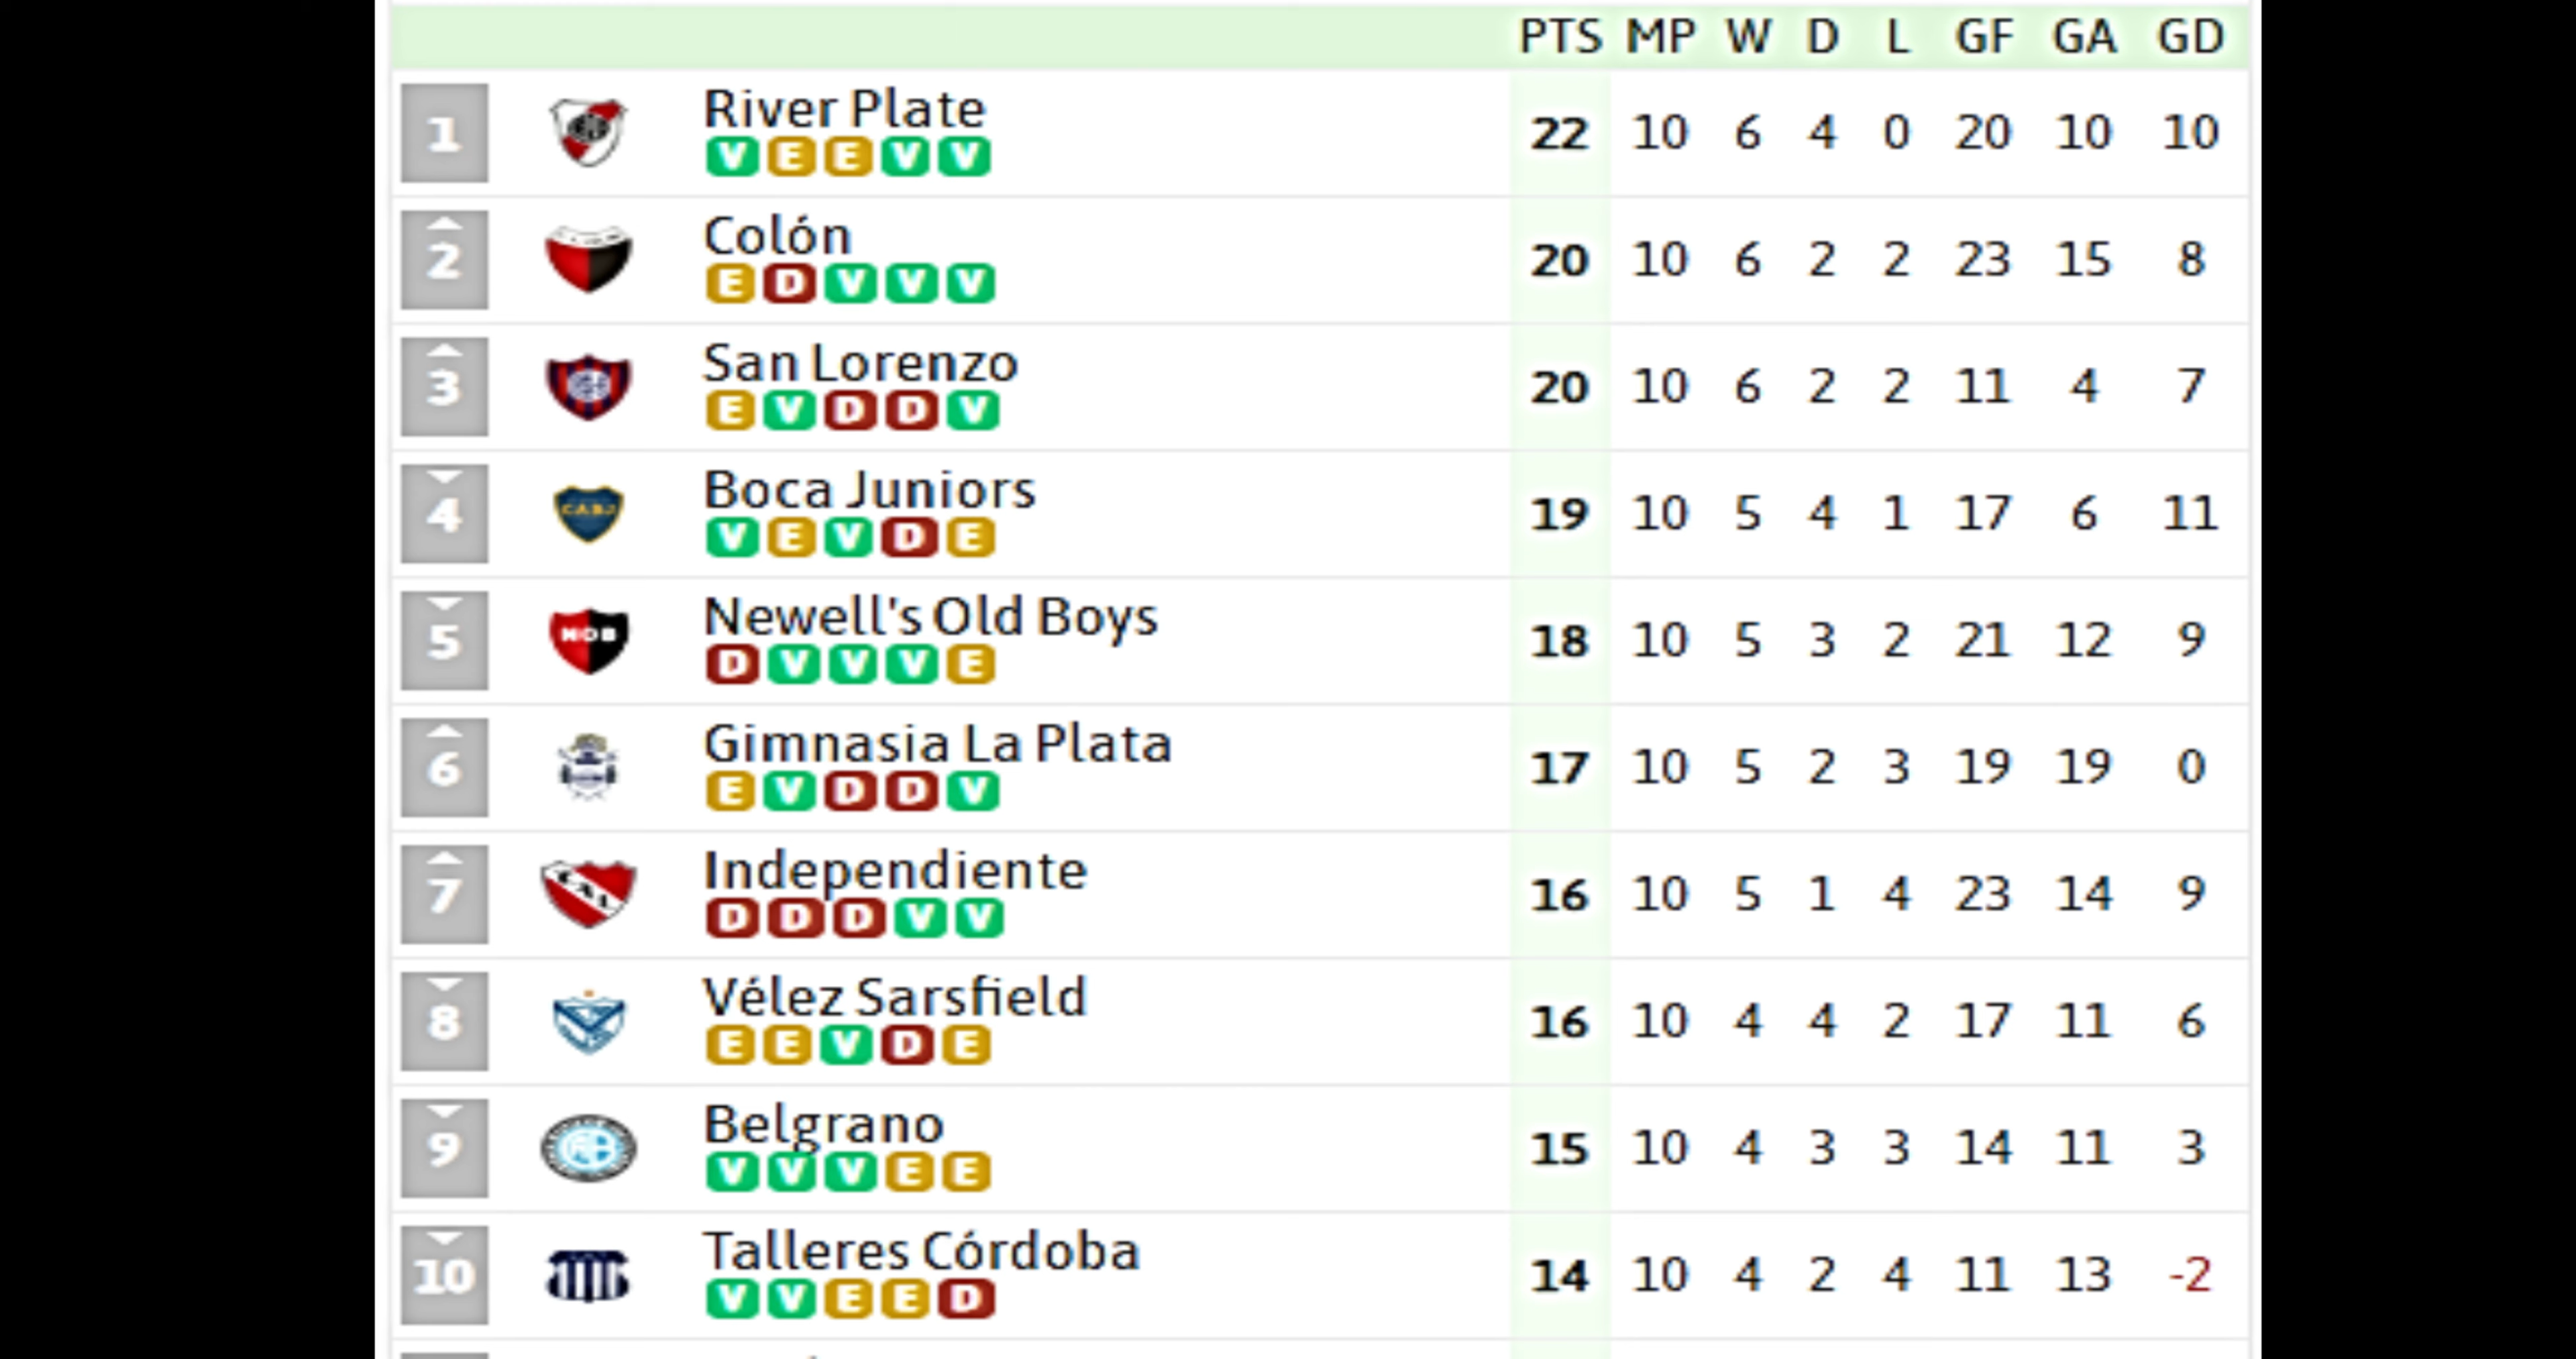 PTS MP W D L GF GA GD
1 River Plate 22 10 6 4 0 20 10 10
V E E V V
2 Colón 20 10 6 2 2 23 15 8
E D V V V
3 San Lorenzo 20 10 6 2 2 11 4 7
E V D D V
4 CABJ Boca Juniors 19 10 5 4 1 17 6 11
V E V D E
5 NOB Newell's Old Boys 18 10 5 3 2 21 12 9
D V V V E
6 Gimnasia La Plata 17 10 5 2 3 19 19 0
E V D D V
7 CAI Independiente 16 10 5 1 4 23 14 9
D D D V V
8 Vélez Sarsfield 16 10 4 4 2 17 11 6
E E V D E
9 Belgrano 15 10 4 3 3 14 11 3
V V V E E
10 Talleres Córdoba 14 10 4 2 4 11 13 -2
V V E E D